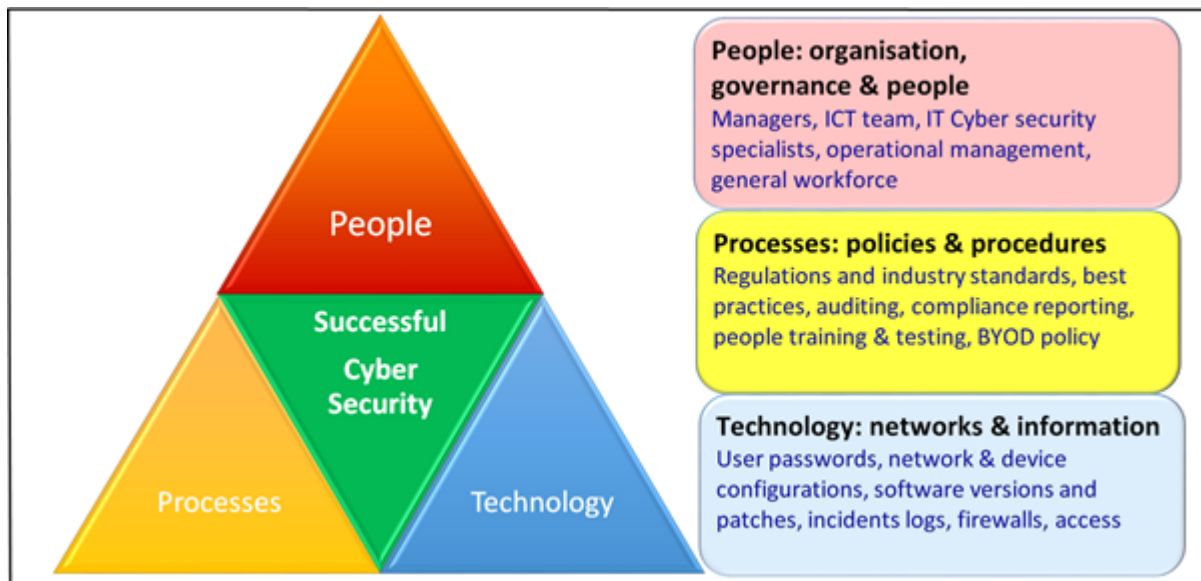 People
Successful
Cyber
Security
Processes
Technology
People: organisation,
governance & people
Managers, ICT team, IT Cyber security
specialists, operational management,
general workforce
Processes: policies & procedures
Regulations and industry standards, best
practices, auditing, compliance reporting,
people training & testing, BYOD policy
Technology: networks & information
User passwords, network & device
configurations, software versions and
patches, incidents logs, firewalls, access